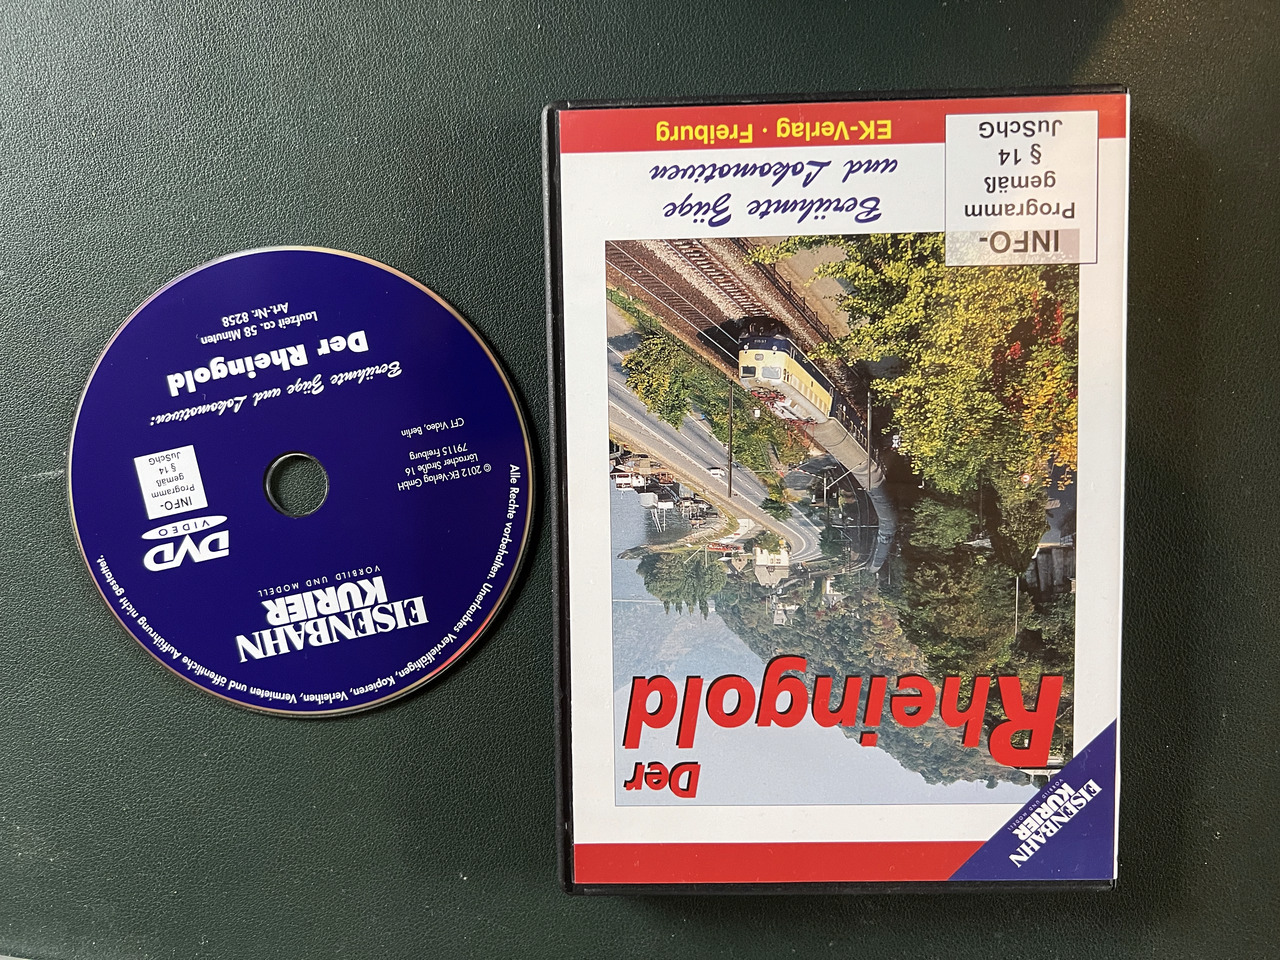 EISENBAHN
KURIER
VORBILD UND MODELL
Der
Rheingold
INFO-
Programm
gemäß
§ 14
JuSchG
Berühmte Züge
und Lokomotiven
EK-Verlag · Freiburg
Alle Rechte vorbehalten. Unerlaubtes Vervielfältigen, Kopieren, Verleihen, Vermieten und öffentliche Aufführung nicht gestattet.
EISENBAHN
KURIER
VORBILD UND MODELL
DVD
VIDEO
INFO-
Programm
gemäß
§ 14
JuSchG
© 2012 EK-Verlag GmbH
Lörracher Straße 16
79115 Freiburg
CFT Video, Berlin
Berühmte Züge und Lokomotiven:
Der Rheingold
Laufzeit ca. 58 Minuten,
Art.-Nr. 8258